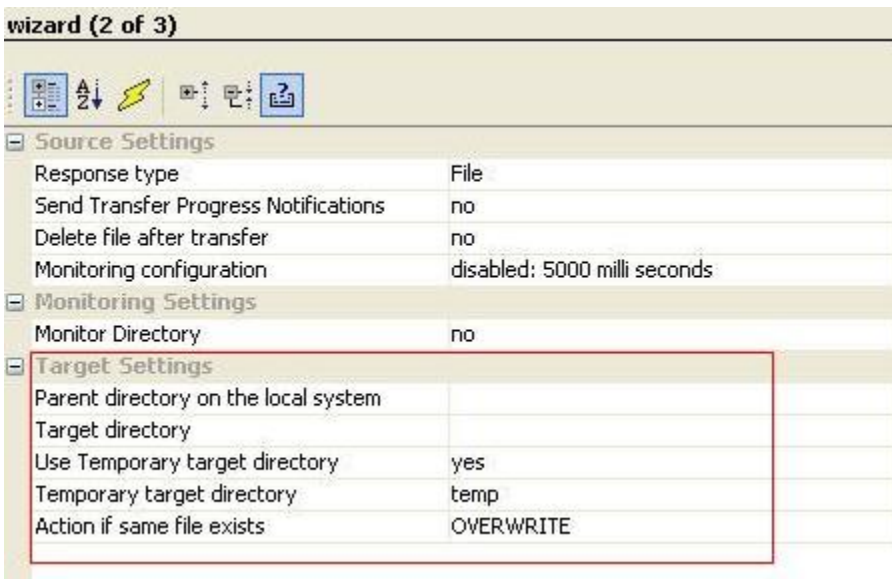 wizard (2 of 3)
Source Settings
Response type File
Send Transfer Progress Notifications no
Delete file after transfer no
Monitoring configuration disabled: 5000 milli seconds
Monitoring Settings
Monitor Directory no
Target Settings
Parent directory on the local system
Target directory
Use Temporary target directory yes
Temporary target directory temp
Action if same file exists OVERWRITE